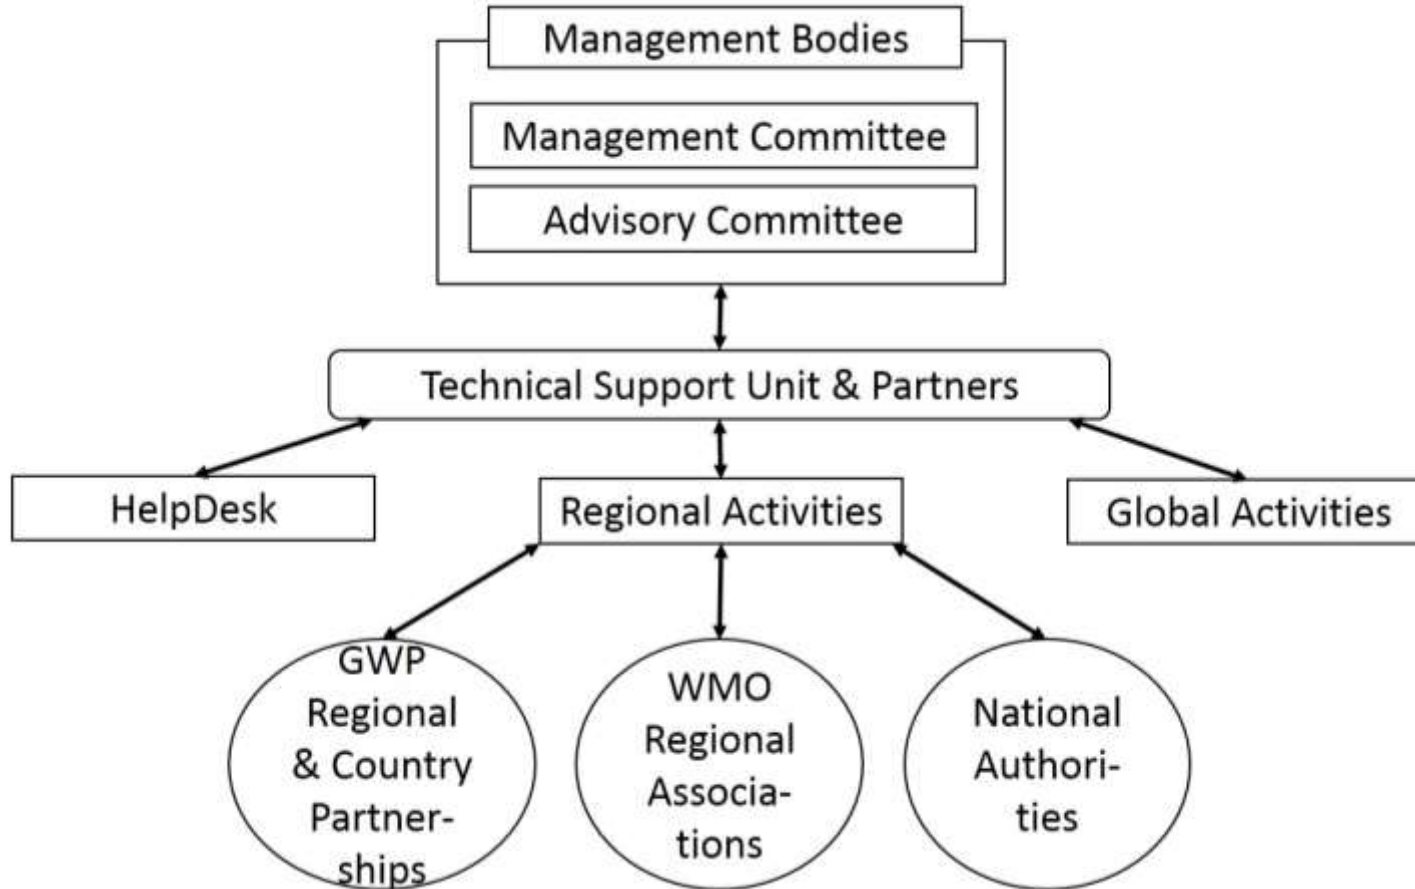 Management Bodies
Management Committee
Advisory Committee
Technical Support Unit & Partners
HelpDesk
Regional Activities
Global Activities
GWP
Regional
& Country
Partner-
ships
WMO
Regional
Associa-
tions
National
Authori-
ties